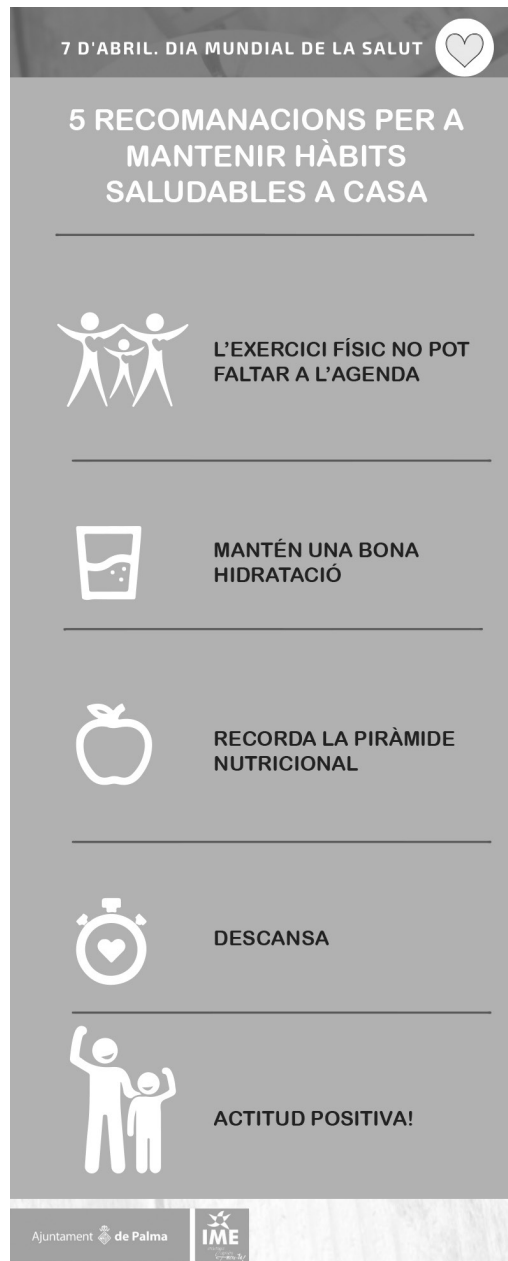 7 D'ABRIL. DIA MUNDIAL DE LA SALUT
5 RECOMANACIONS PER A
MANTENIR HÀBITS
SALUDABLES A CASA
L'EXERCICI FÍSIC NO POT
FALTAR A L'AGENDA
MANTÉN UNA BONA
HIDRATACIÓ
RECORDA LA PIRÀMIDE
NUTRICIONAL
DESCANSA
ACTITUD POSITIVA!
Ajuntament de Palma
IME